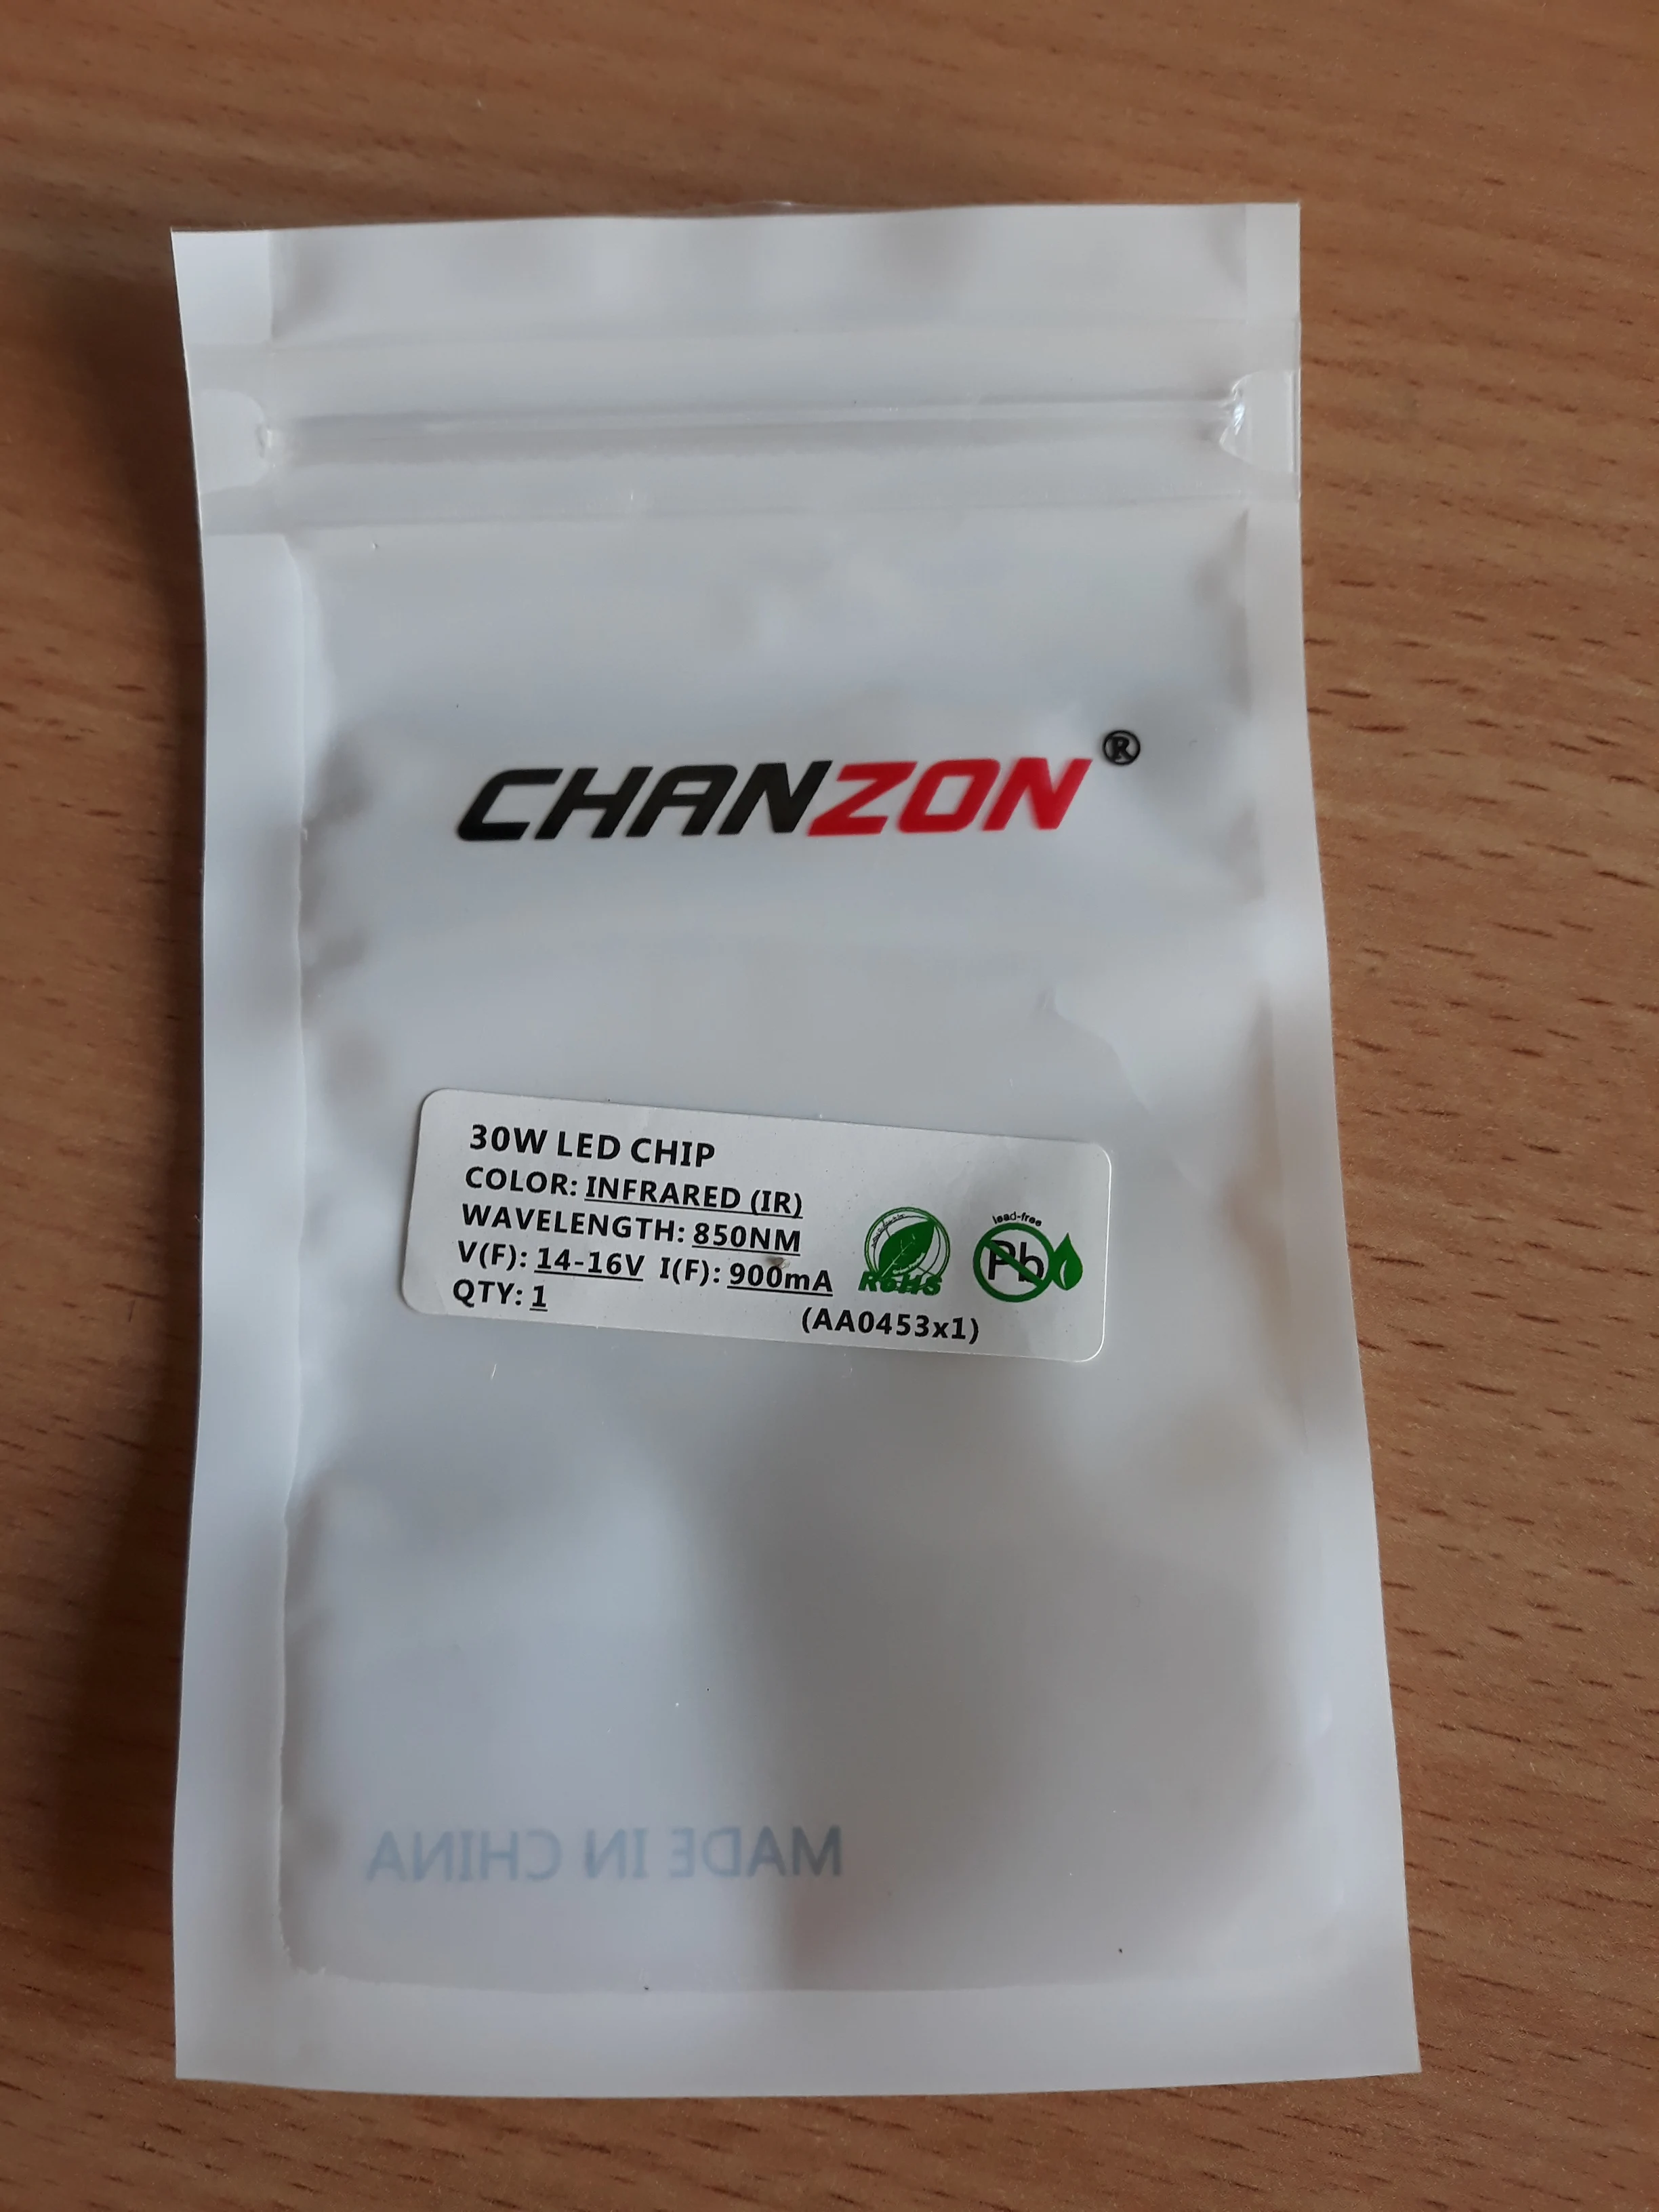 CHANZON®
30W LED CHIP
COLOR: INFRARED (IR)
WAVELENGTH: 850NM
V(F): 14-16V I(F): 900mA
QTY: 1
(AA0453x1)
RoHS
lead-free
Pb
MADE IN CHINA